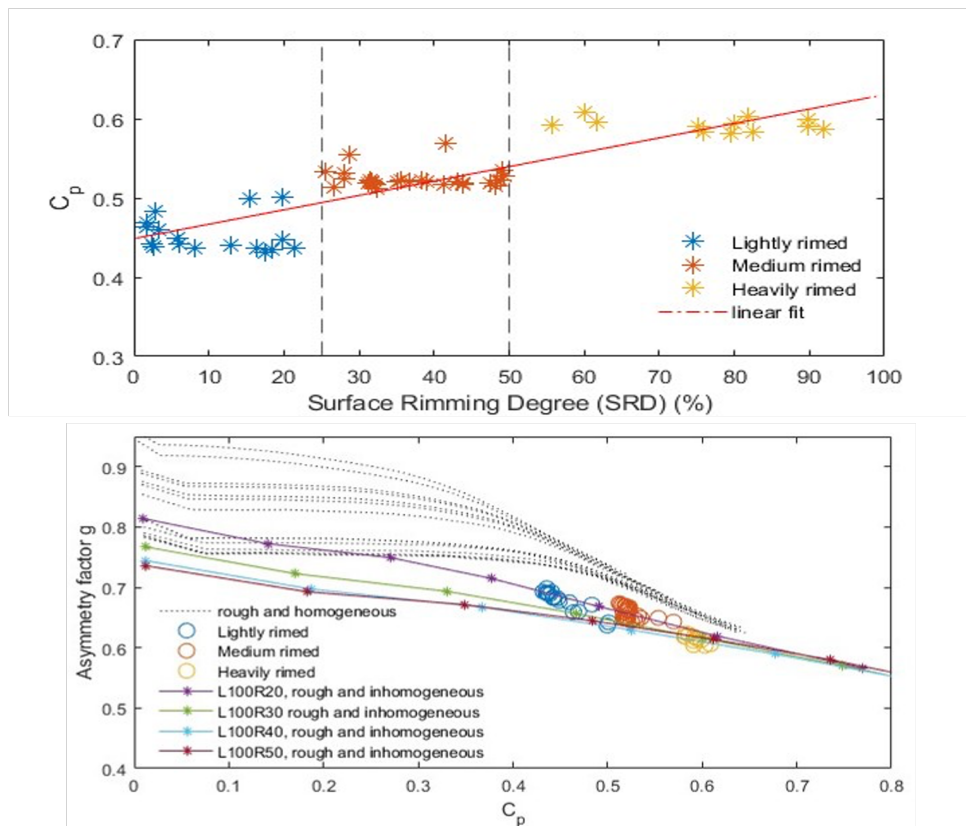 0.7
0.6
0.5
0.4
0.3
Cp
Lightly rimed
Medium rimed
Heavily rimed
linear fit
0 10 20 30 40 50 60 70 80 90 100
Surface Rimming Degree (SRD) (%)
0.9
0.8
0.7
0.6
0.5
0.4
Asymmetry factor g
rough and homogeneous
Lightly rimed
Medium rimed
Heavily rimed
L100R20, rough and inhomogeneous
L100R30 rough and inhomogeneous
L100R40, rough and inhomogeneous
L100R50, rough and inhomogeneous
0 0.1 0.2 0.3 0.4 0.5 0.6 0.7 0.8
Cp